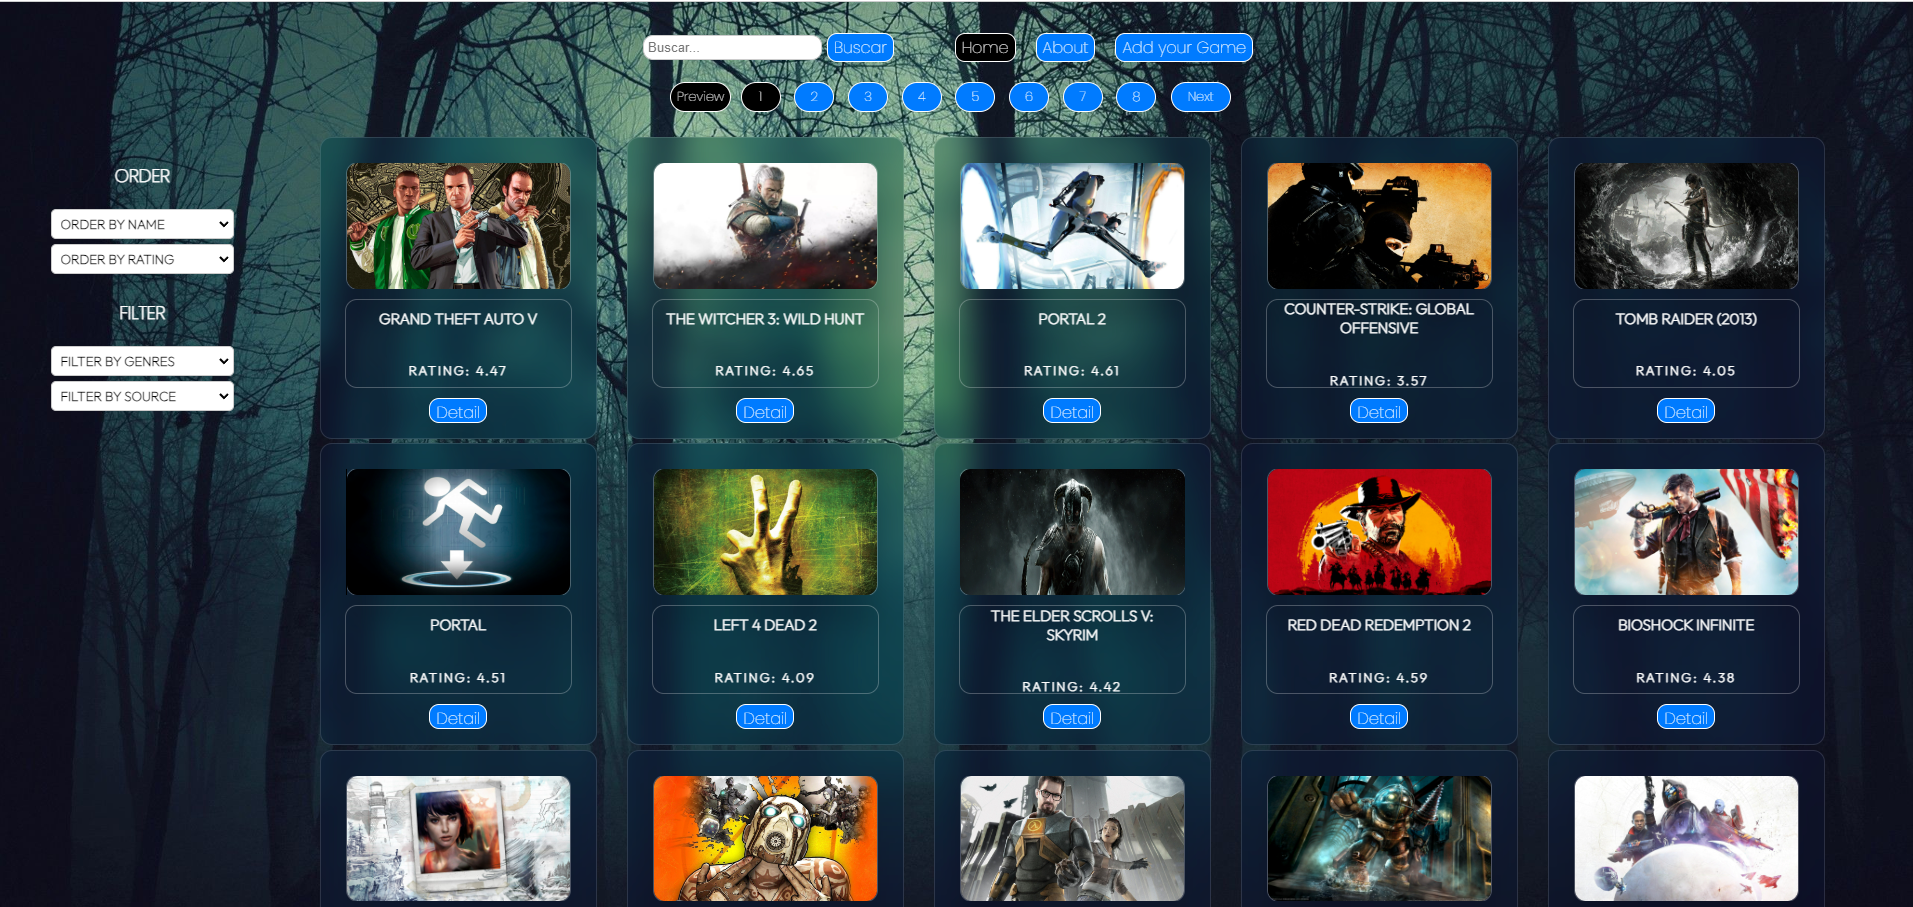 Buscar...
Buscar
Home
About
Add your Game
Preview
1
2
3
4
5
6
7
8
Next
ORDER
ORDER BY NAME
ORDER BY RATING
FILTER
FILTER BY GENRES
FILTER BY SOURCE
GRAND THEFT AUTO V
RATING: 4.47
Detail
THE WITCHER 3: WILD HUNT
RATING: 4.65
Detail
PORTAL 2
RATING: 4.61
Detail
COUNTER-STRIKE: GLOBAL
OFFENSIVE
RATING: 3.57
Detail
TOMB RAIDER (2013)
RATING: 4.05
Detail
PORTAL
RATING: 4.51
Detail
LEFT 4 DEAD 2
RATING: 4.09
Detail
THE ELDER SCROLLS V:
SKYRIM
RATING: 4.42
Detail
RED DEAD REDEMPTION 2
RATING: 4.59
Detail
BIOSHOCK INFINITE
RATING: 4.38
Detail